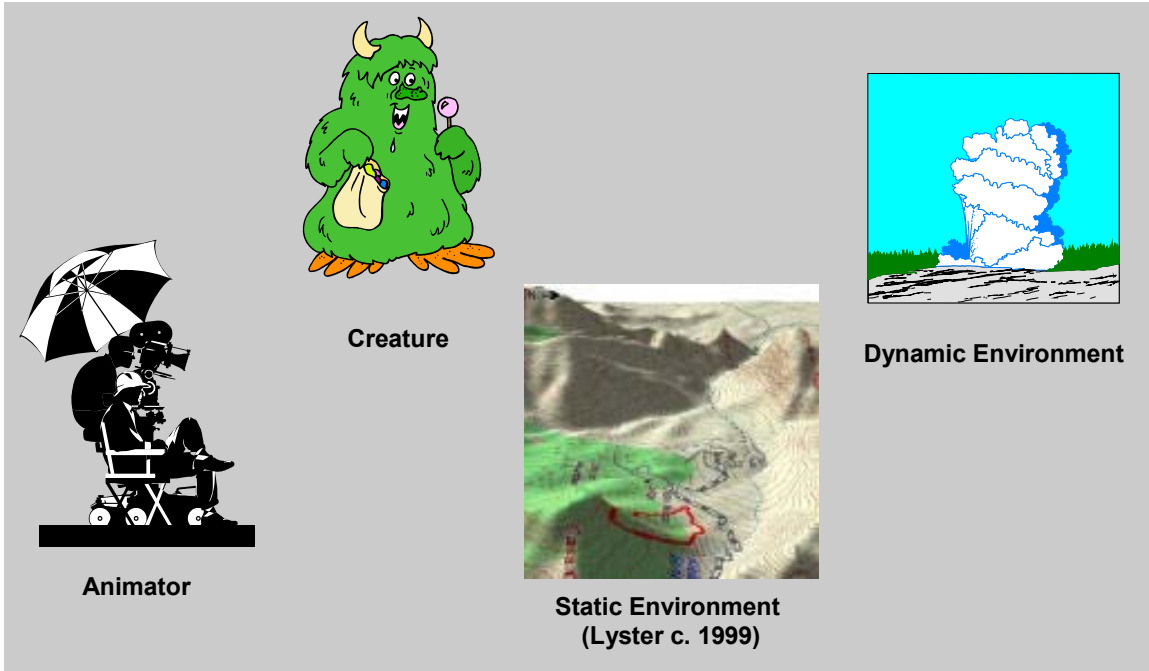 Creature
Dynamic Environment
Animator
Static Environment
(Lyster c. 1999)